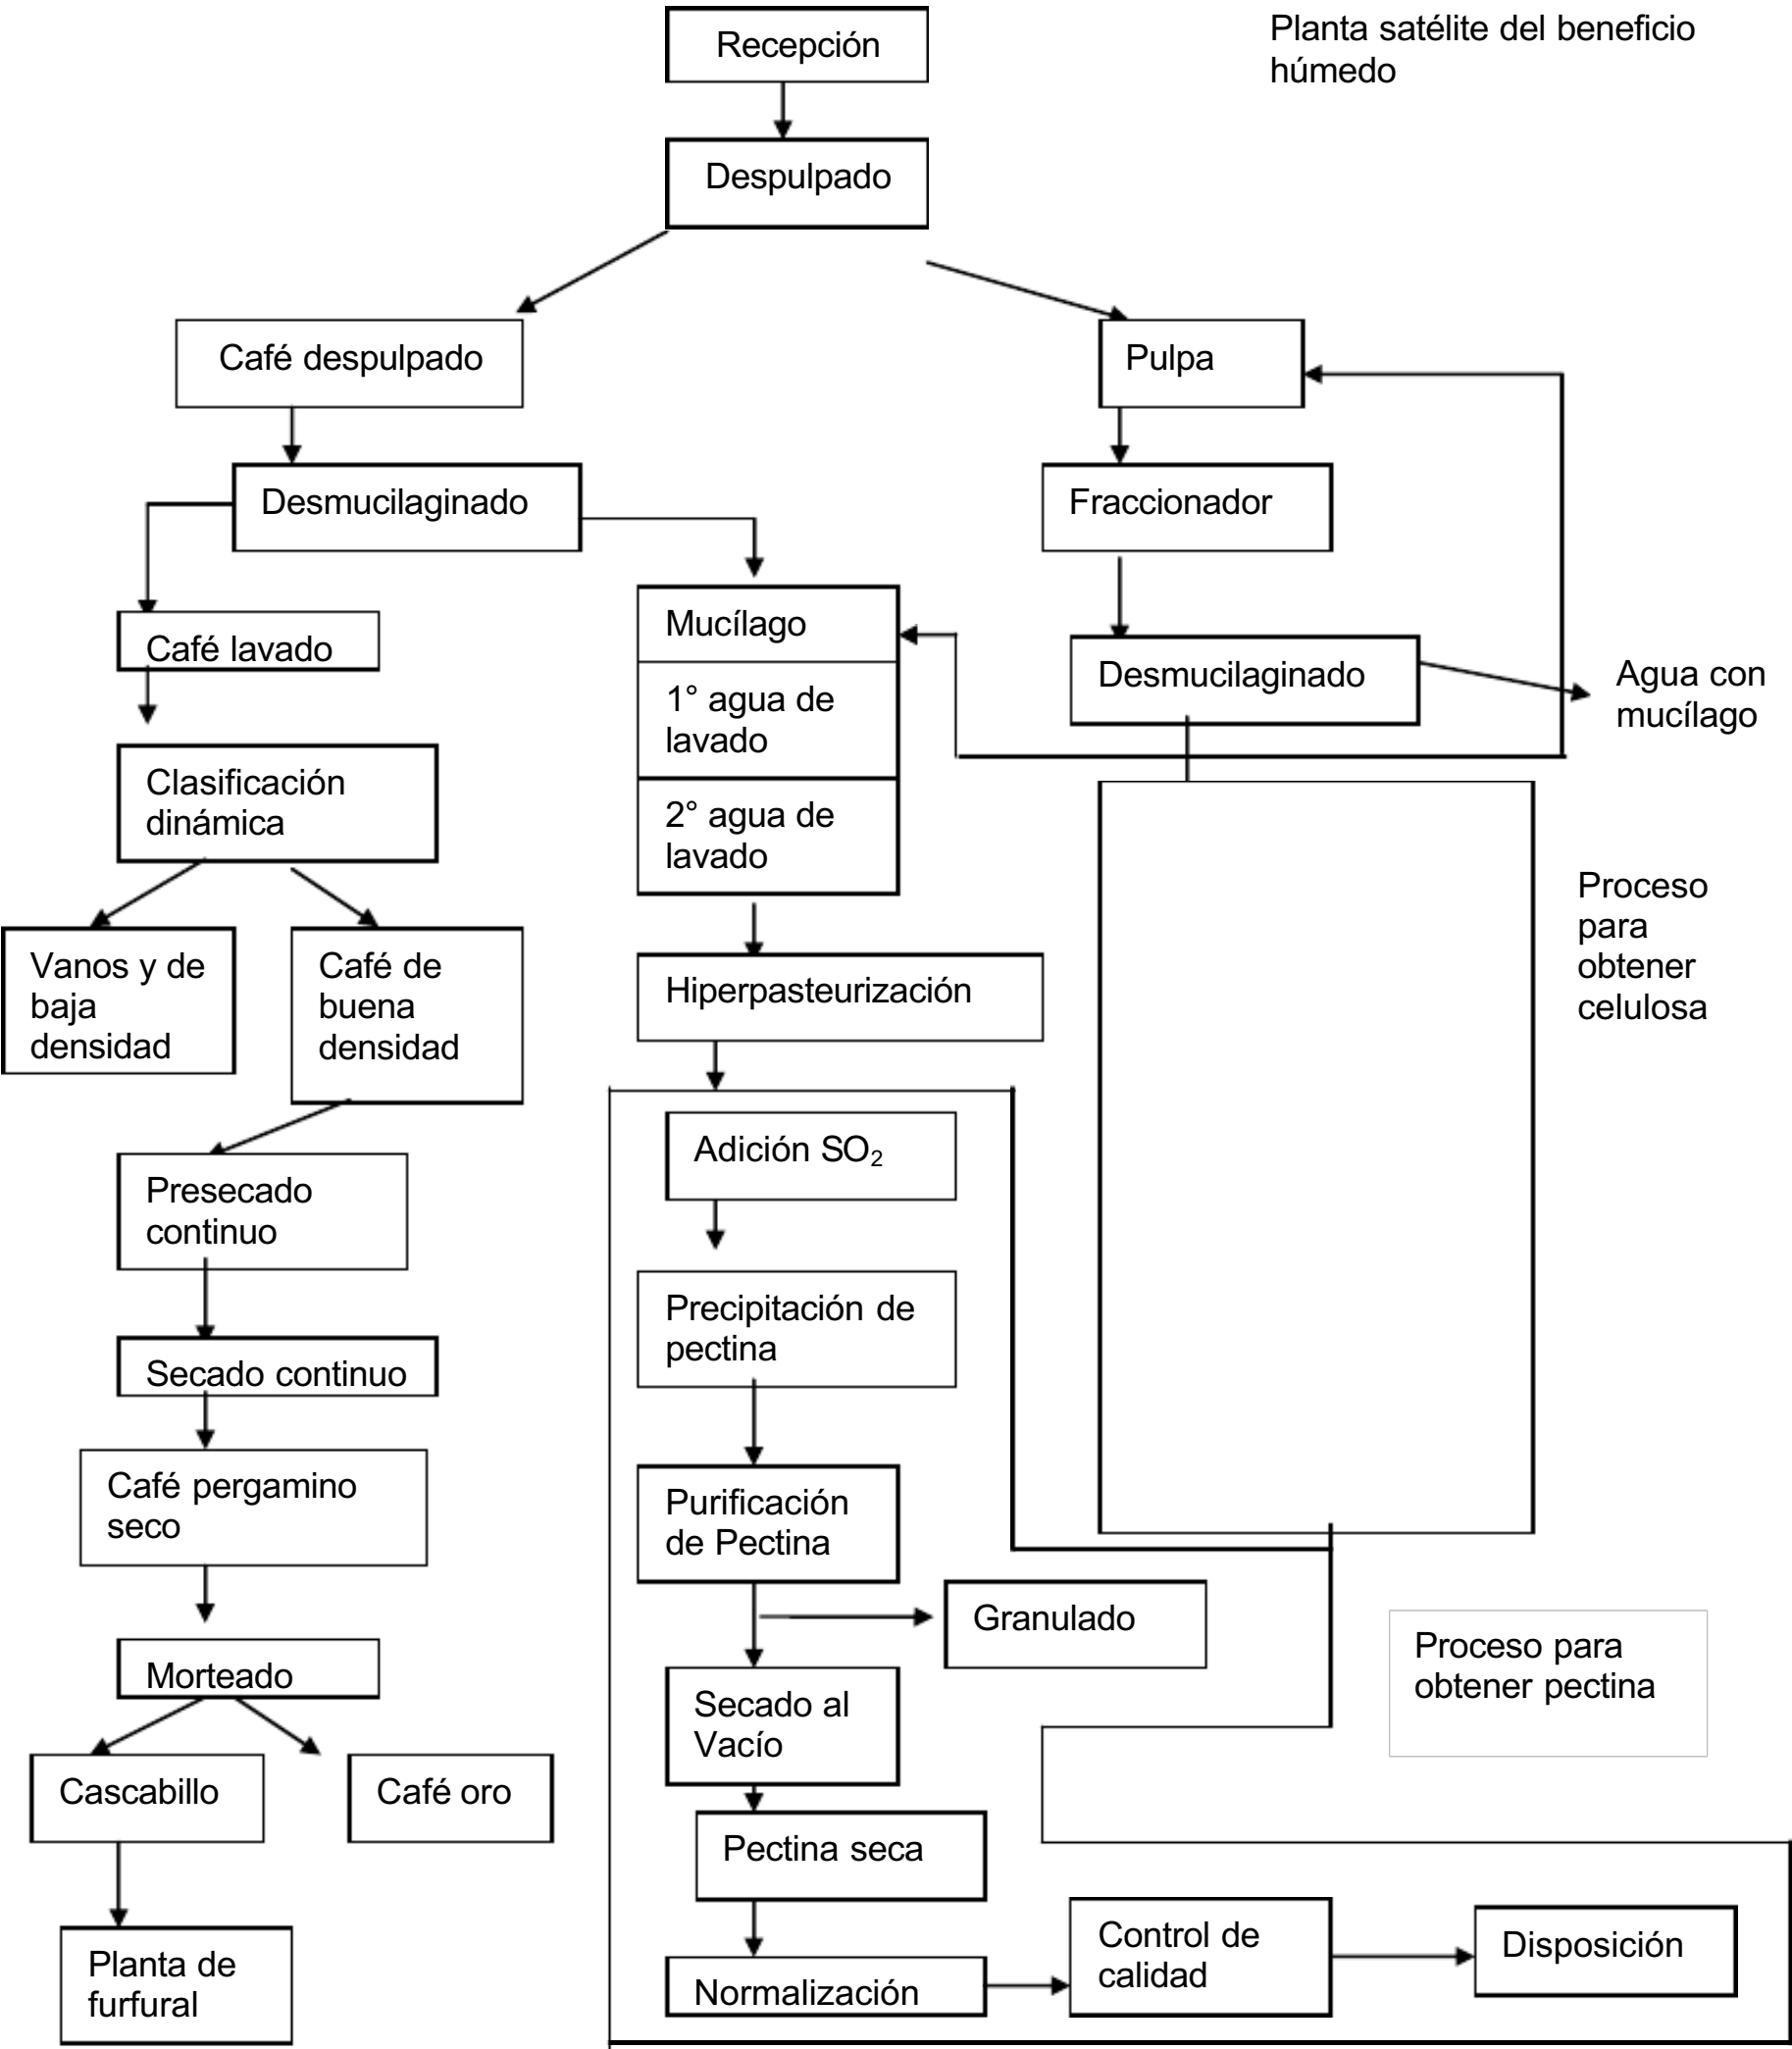 Recepción
Planta satélite del beneficio
húmedo
Despulpado
Café despulpado
Pulpa
Desmucilaginado
Fraccionador
Café lavado
Mucílago
1° agua de
lavado
2° agua de
lavado
Desmucilaginado
Agua con
mucílago
Clasificación
dinámica
Proceso
para
obtener
celulosa
Vanos y de
baja
densidad
Café de
buena
densidad
Hiperpasteurización
Adición SO₂
Presecado
continuo
Precipitación de
pectina
Secado continuo
Café pergamino
seco
Purificación
de Pectina
Granulado
Proceso para
obtener pectina
Morteado
Secado al
Vacío
Cascabillo
Café oro
Pectina seca
Planta de
furfural
Normalización
Control de
calidad
Disposición